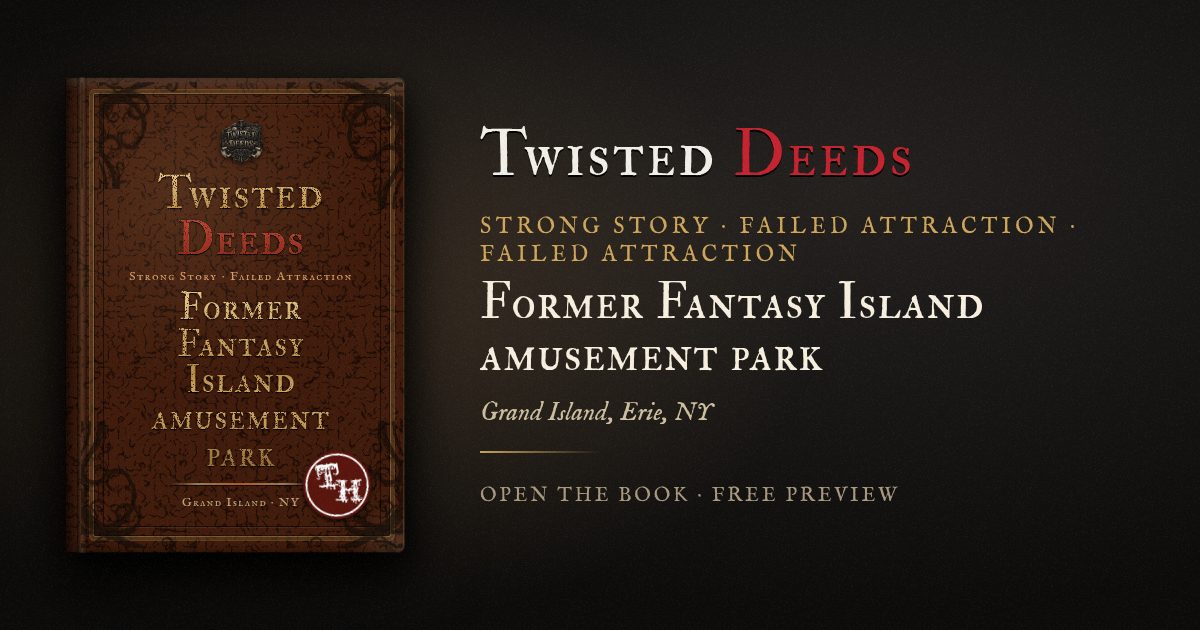 Twisted Deeds
Twisted
Deeds
Strong Story · Failed Attraction
Former
Fantasy
Island
amusement
park
Grand Island · NY
TH
Twisted Deeds
STRONG STORY · FAILED ATTRACTION ·
FAILED ATTRACTION
Former Fantasy Island
amusement park
Grand Island, Erie, NY
OPEN THE BOOK · FREE PREVIEW